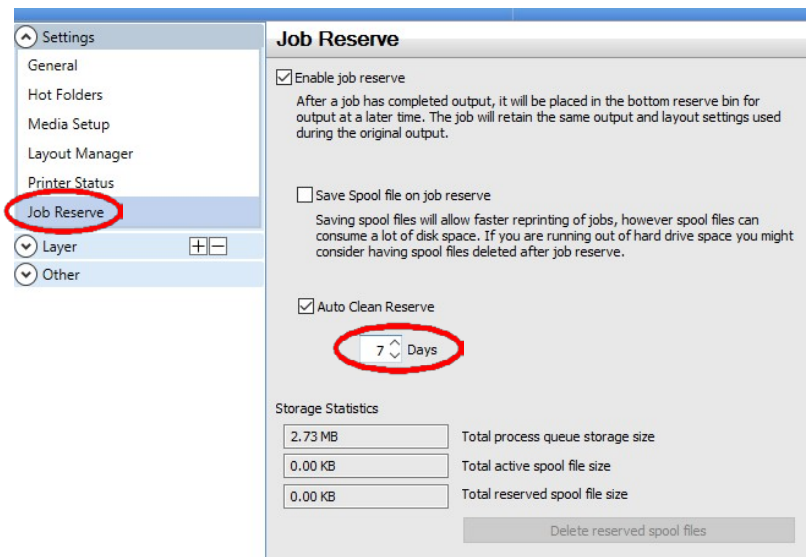 Settings
General
Hot Folders
Media Setup
Layout Manager
Printer Status
Job Reserve
Layer
Other
Job Reserve
Enable job reserve
After a job has completed output, it will be placed in the bottom reserve bin for
output at a later time. The job will retain the same output and layout settings used
during the original output.
Save Spool file on job reserve
Saving spool files will allow faster reprinting of jobs, however spool files can
consume a lot of disk space. If you are running out of hard drive space you might
consider having spool files deleted after job reserve.
Auto Clean Reserve
7 Days
Storage Statistics
2.73 MB Total process queue storage size
0.00 KB Total active spool file size
0.00 KB Total reserved spool file size
Delete reserved spool files